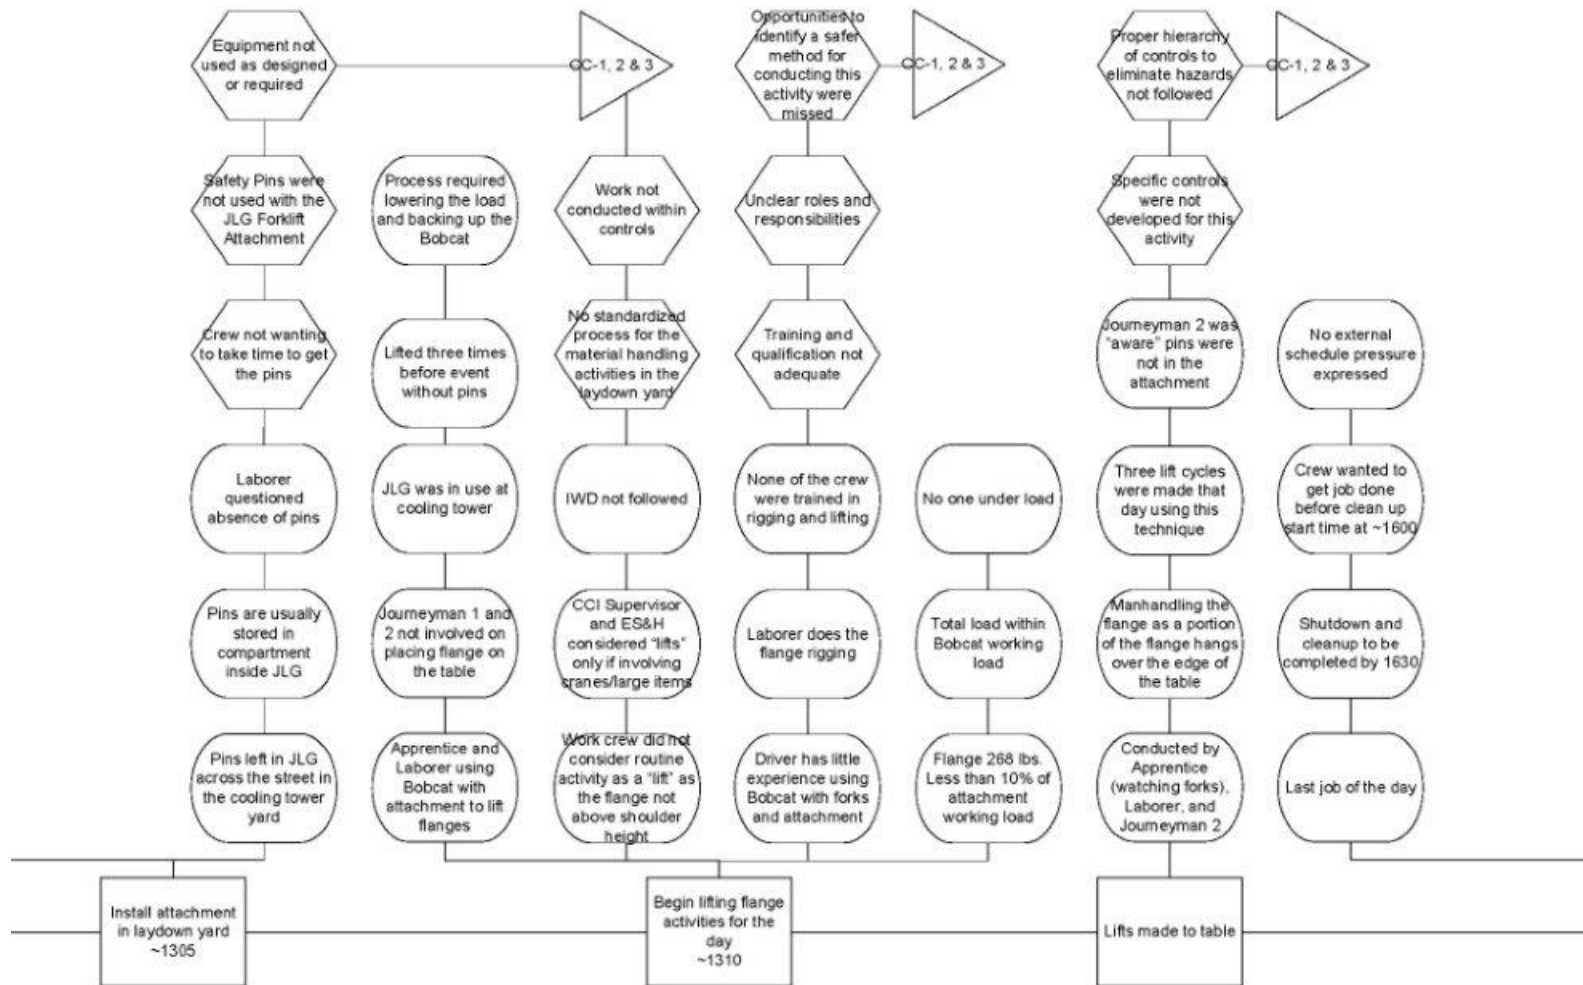 Equipment not
used as designed
or required
CC-1, 2 & 3
Opportunities to
identify a safer
method for
conducting this
activity were
missed
CC-1, 2 & 3
Proper hierarchy
of controls to
eliminate hazards
not followed
CC-1, 2 & 3
Safety Pins were
not used with the
JLG Forklift
Attachment
Process required
lowering the load
and backing up the
Bobcat
Work not
conducted within
controls
Unclear roles and
responsibilities
Specific controls
were not
developed for this
activity
Crew not wanting
to take time to get
the pins
Lifted three times
before event
without pins
No standardized
process for the
material handling
activities in the
laydown yard
Training and
qualification not
adequate
Journeyman 2 was
"aware" pins were
not in the
attachment
No external
schedule pressure
expressed
Laborer
questioned
absence of pins
JLG was in use at
cooling tower
IWD not followed
None of the crew
were trained in
rigging and lifting
No one under load
Three lift cycles
were made that
day using this
technique
Crew wanted to
get job done
before clean up
start time at ~1600
Pins are usually
stored in
compartment
inside JLG
Journeyman 1 and
2 not involved on
placing flange on
the table
CCI Supervisor
and ES&H
considered "lifts"
only if involving
cranes/large items
Laborer does the
flange rigging
Total load within
Bobcat working
load
Manhandling the
flange as a portion
of the flange hangs
over the edge of
the table
Shutdown and
cleanup to be
completed by 1630
Pins left in JLG
across the street in
the cooling tower
yard
Apprentice and
Laborer using
Bobcat with
attachment to lift
flanges
Work crew did not
consider routine
activity as a "lift" as
the flange not
above shoulder
height
Driver has little
experience using
Bobcat with forks
and attachment
Flange 268 lbs.
Less than 10% of
attachment
working load
Conducted by
Apprentice
(watching forks),
Laborer, and
Journeyman 2
Last job of the day
Install attachment
in laydown yard
~1305
Begin lifting flange
activities for the
day
~1310
Lifts made to table